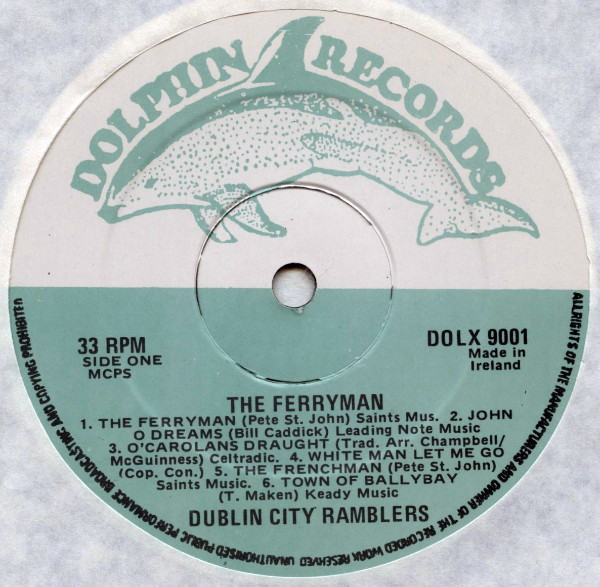 DOLPHIN RECORDS
33 RPM
SIDE ONE
MCPS
DOLX 9001
Made in
Ireland
THE FERRYMAN
1. THE FERRYMAN (Pete St. John) Saints Mus. 2. JOHN
O DREAMS (Bill Caddick) Leading Note Music
3. O'CAROLANS DRAUGHT (Trad. Arr. Champbell/
McGuinness) Celtradic. 4. WHITE MAN LET ME GO
(Cop. Con.) 5. THE FRENCHMAN (Pete St. John)
Saints Music. 6. TOWN OF BALLYBAY
(T. Maken) Keady Music
DUBLIN CITY RAMBLERS
ALL RIGHTS OF THE MANUFACTURERS AND OWNER OF THE RECORDED WORK RESERVED UNAUTHORISED PUBLIC PERFORMANCE BROADCASTING AND COPYING PROHIBITED